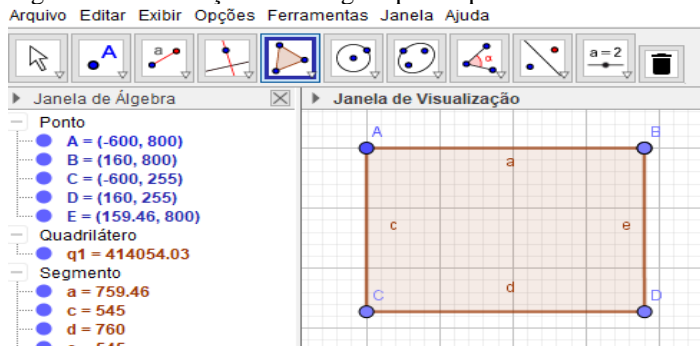 Arquivo Editar Exibir Opções Ferramentas Janela Ajuda
A
a
α
a = 2
Janela de Álgebra
Janela de Visualização
Ponto
A = (-600, 800)
B = (160, 800)
C = (-600, 255)
D = (160, 255)
E = (159.46, 800)
Quadrilátero
q1 = 414054.03
Segmento
a = 759.46
c = 545
d = 760
A
B
a
c
e
C
d
D